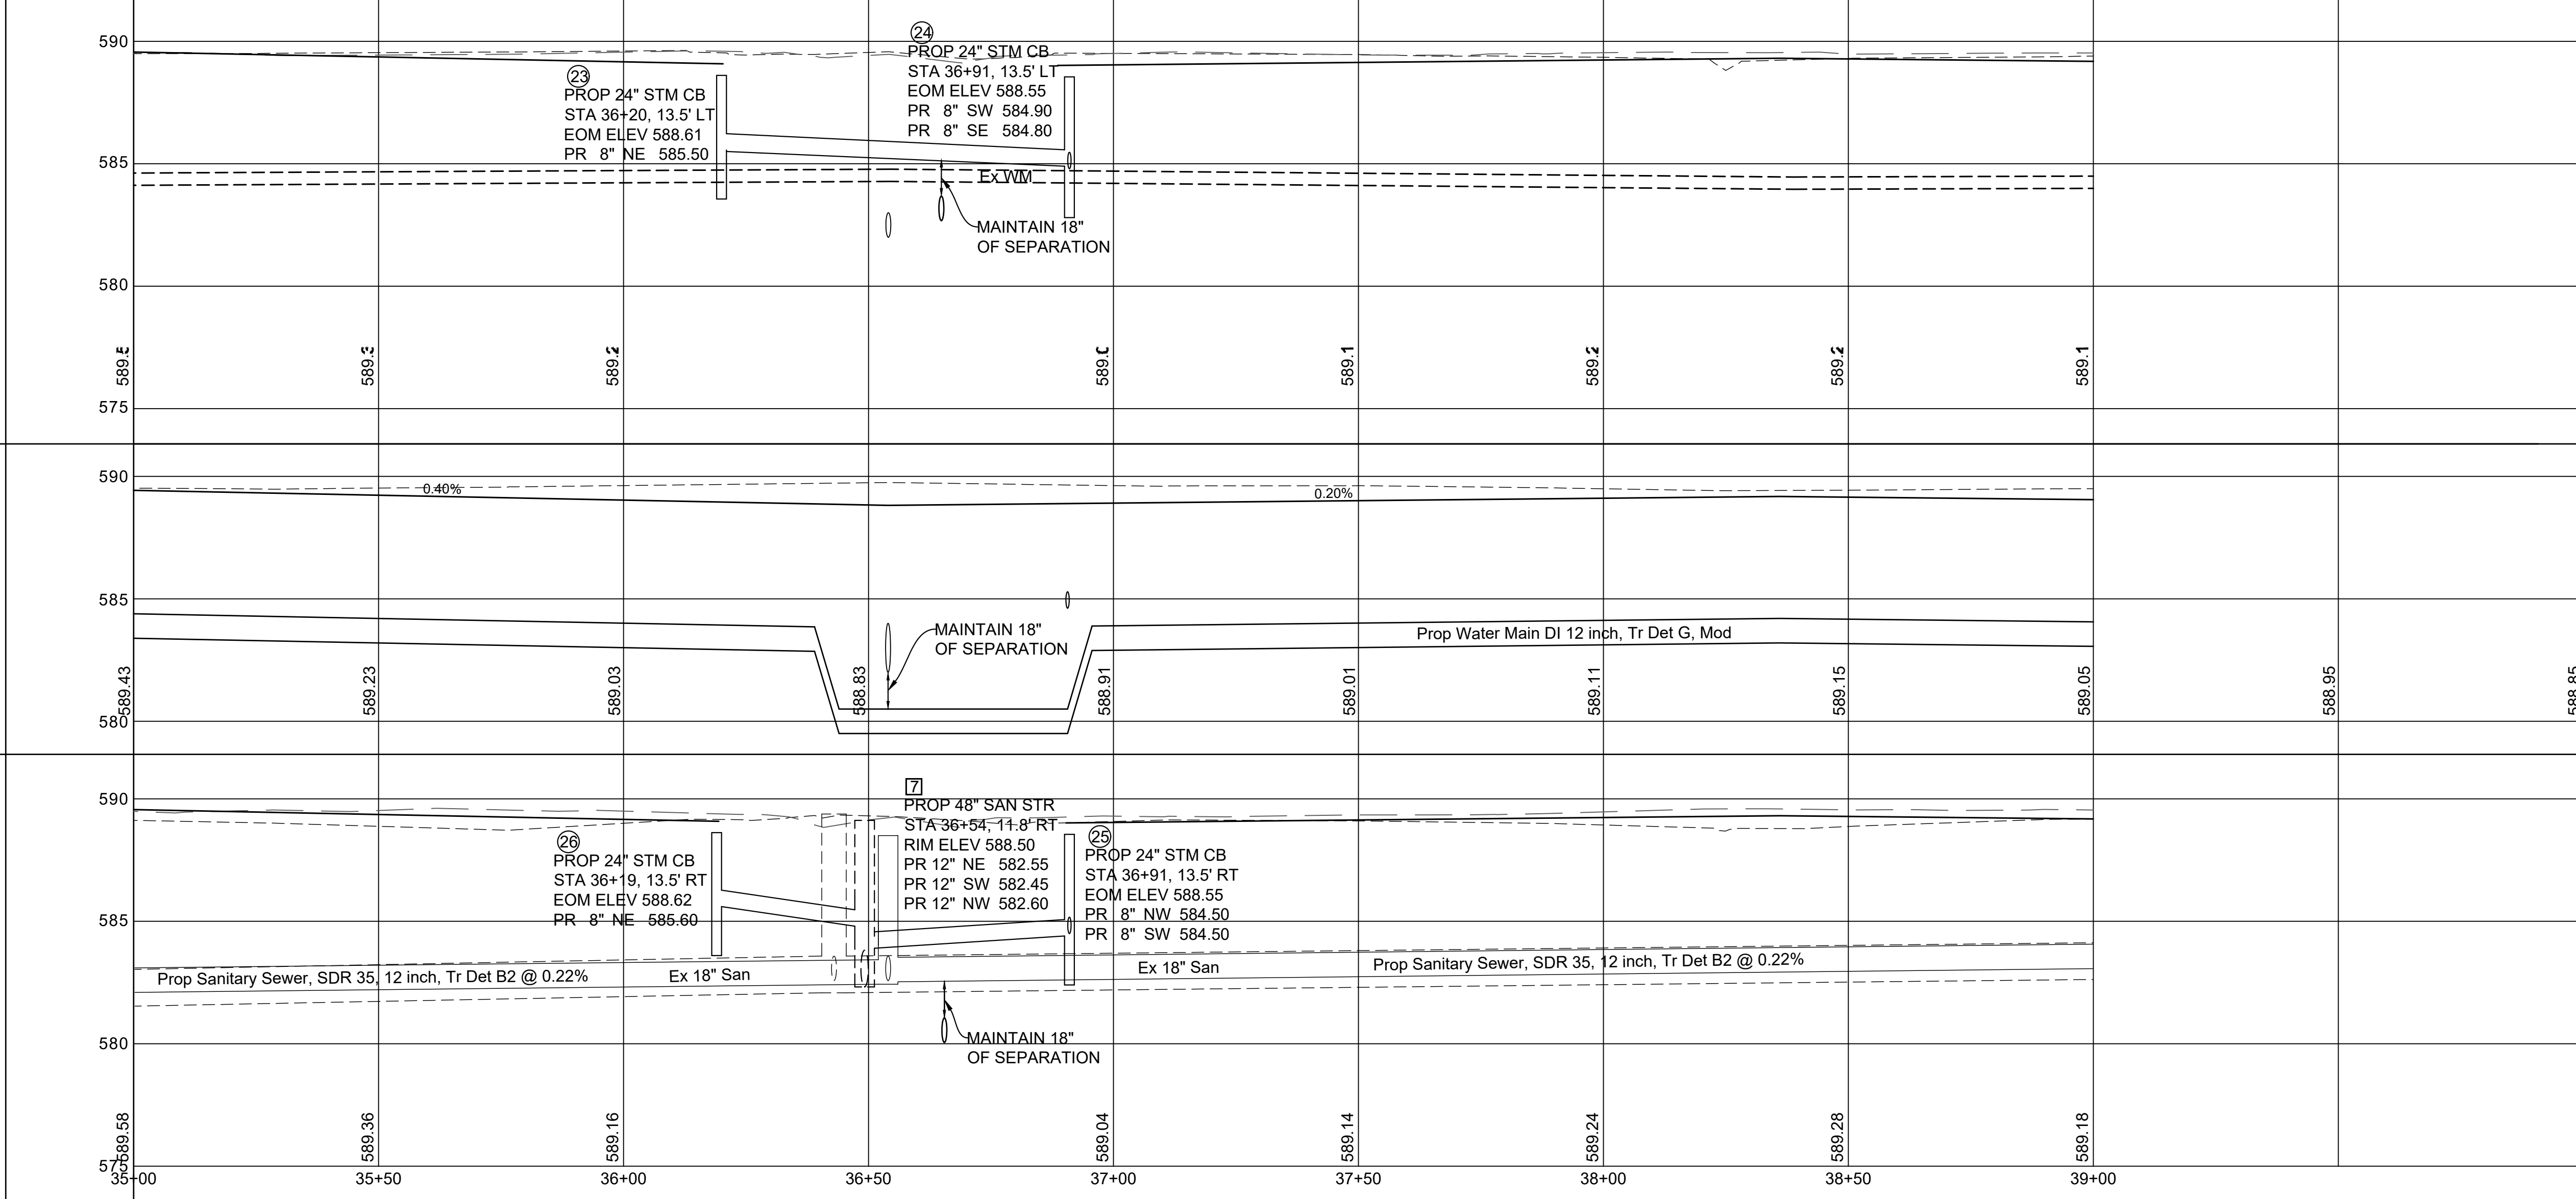 590
585
580
575
23
PROP 24" STM CB
STA 36+20, 13.5' LT
EOM ELEV 588.61
PR 8" NE 585.50
24
PROP 24" STM CB
STA 36+91, 13.5' LT
EOM ELEV 588.55
PR 8" SW 584.90
PR 8" SE 584.80
Ex WM
MAINTAIN 18"
OF SEPARATION
589.2
589.1
589.1
590
585
580
0.40%
0.20%
MAINTAIN 18"
OF SEPARATION
Prop Water Main DI 12 inch, Tr Det G, Mod
589.43
589.23
589.03
588.83
588.91
589.01
589.11
589.15
589.05
588.95
588.85
590
585
580
575
26
PROP 24" STM CB
STA 36+19, 13.5' RT
EOM ELEV 588.62
PR 8" NE 585.60
7
PROP 48" SAN STR
STA 36+54, 11.8' RT
RIM ELEV 588.50
PR 12" NE 582.55
PR 12" SW 582.45
PR 12" NW 582.60
25
PROP 24" STM CB
STA 36+91, 13.5' RT
EOM ELEV 588.55
PR 8" NW 584.50
PR 8" SW 584.50
Prop Sanitary Sewer, SDR 35, 12 inch, Tr Det B2 @ 0.22%
Ex 18" San
Ex 18" San
Prop Sanitary Sewer, SDR 35, 12 inch, Tr Det B2 @ 0.22%
MAINTAIN 18"
OF SEPARATION
589.58
589.36
589.16
589.04
589.14
589.24
589.28
589.18
35+00
35+50
36+00
36+50
37+00
37+50
38+00
38+50
39+00